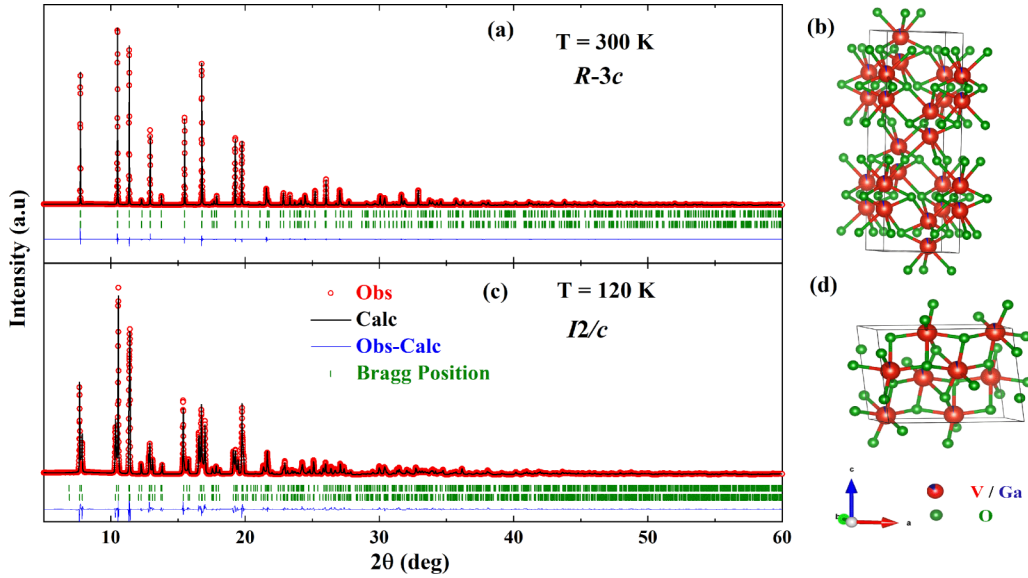 (a)
T = 300 K
R-3c
(b)
Intensity (a.u)
(c)
T = 120 K
I2/c
Obs
Calc
Obs-Calc
Bragg Position
(d)
10 20 30 40 50 60
2θ (deg)
c
b
a
V / Ga
O